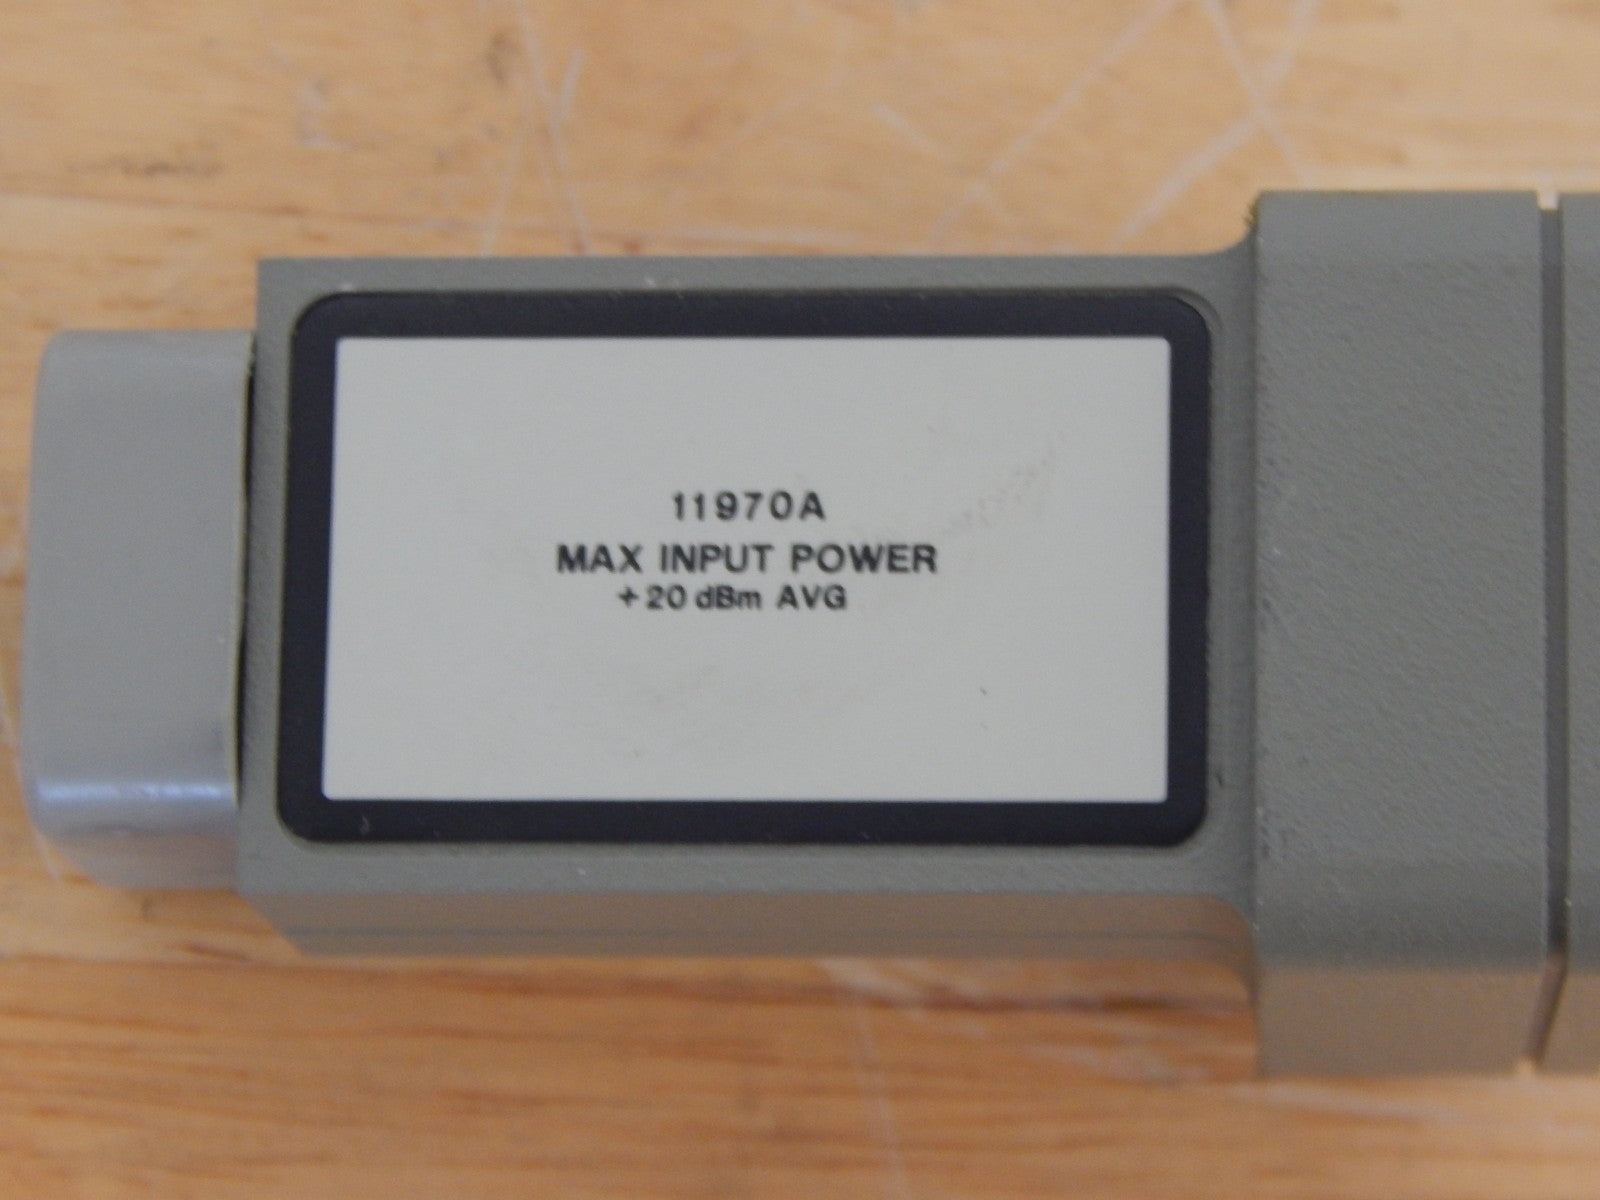 11970A
MAX INPUT POWER
+20 dBm AVG